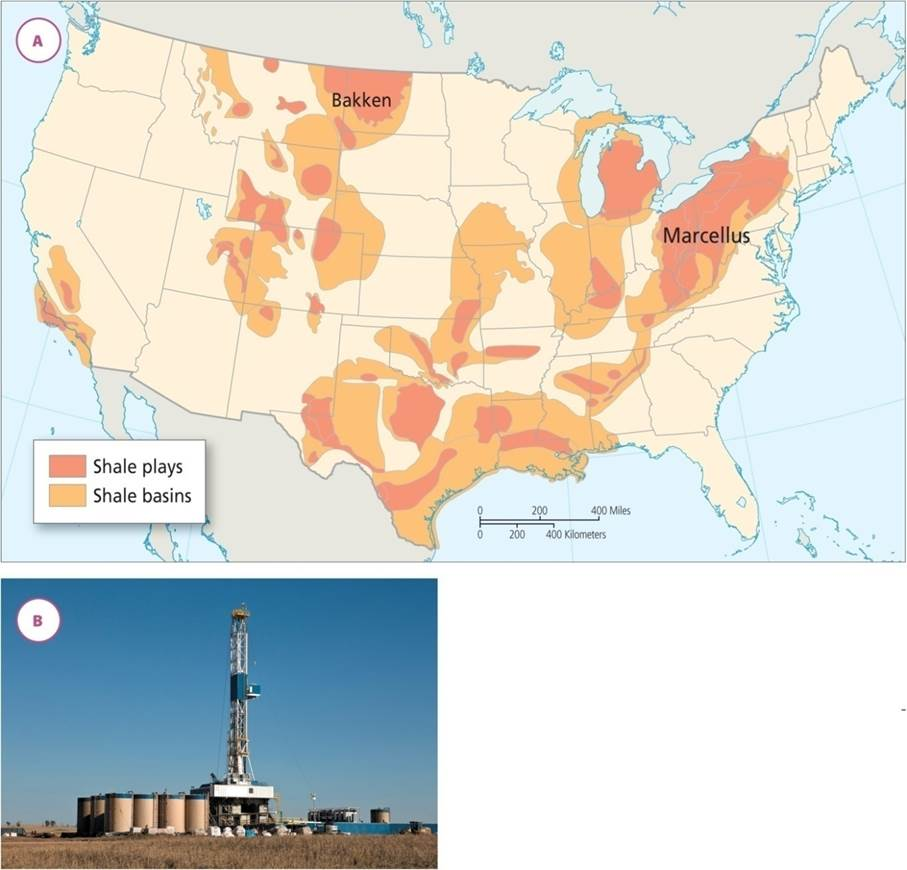 A
Bakken
Marcellus
Shale plays
Shale basins
0 200 400 Miles
0 200 400 Kilometers
B